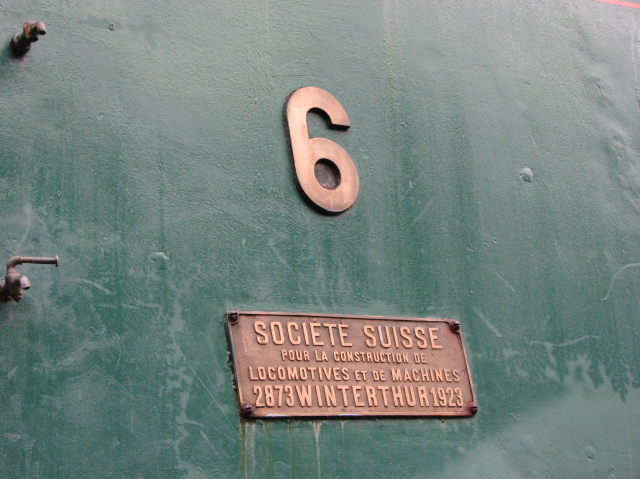 6
SOCIÉTÉ SUISSE
POUR LA CONSTRUCTION DE
LOCOMOTIVES ET DE MACHINES
2873 WINTERTHUR 1923